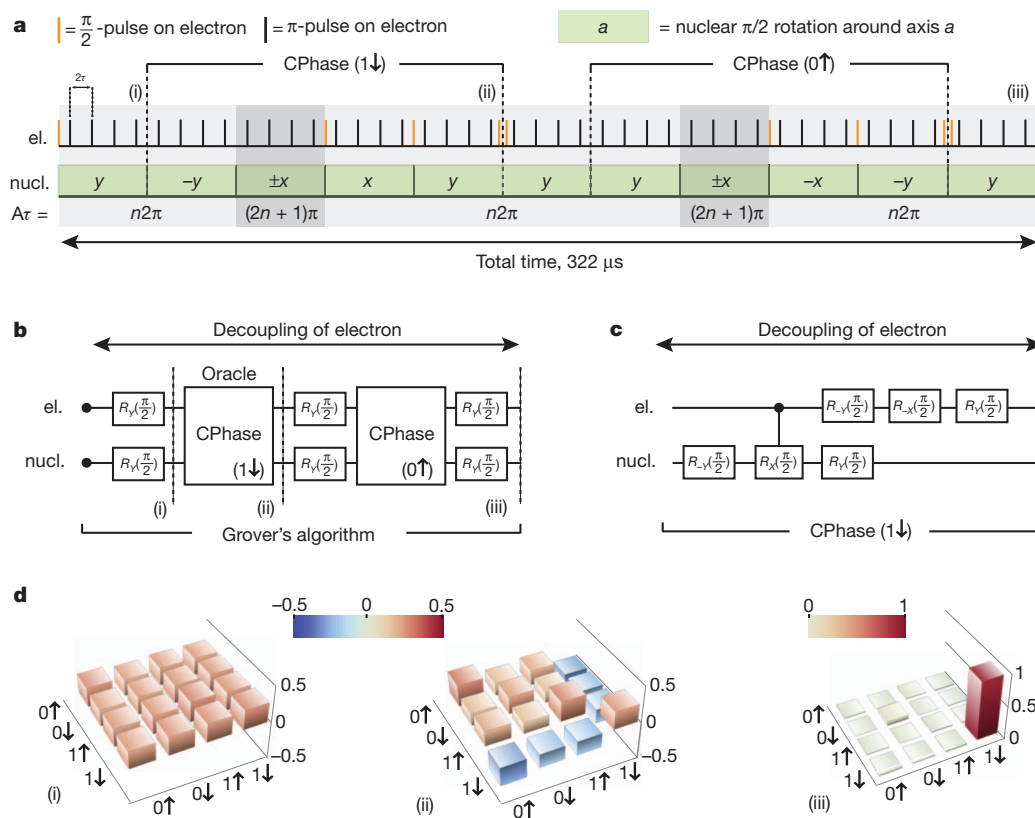 a
= π/2 -pulse on electron
= π-pulse on electron
a = nuclear π/2 rotation around axis a
CPhase (1↓)
CPhase (0↑)
2τ
(i)
(ii)
(iii)
el.
nucl. y –y ±x x y y y ±x –x –y y
Aτ = n2π (2n + 1)π n2π (2n + 1)π n2π
Total time, 322 μs
b
Decoupling of electron
Oracle
el. R_Y(π/2) R_Y(π/2) R_Y(π/2)
CPhase CPhase
nucl. R_Y(π/2) (1↓) R_Y(π/2) (0↑) R_Y(π/2)
(i) (ii) (iii)
Grover's algorithm
c
Decoupling of electron
el. R_–Y(π/2) R_–X(π/2) R_Y(π/2)
nucl. R_–Y(π/2) R_X(π/2) R_Y(π/2)
CPhase (1↓)
d
–0.5 0 0.5
0 1
0.5
0
–0.5
0↑
0↓
1↑
1↓
0↑ 0↓ 1↑ 1↓
(i)
0.5
0
–0.5
0↑
0↓
1↑
1↓
0↑ 0↓ 1↑ 1↓
(ii)
1
0.5
0
0↑
0↓
1↑
1↓
0↑ 0↓ 1↑ 1↓
(iii)